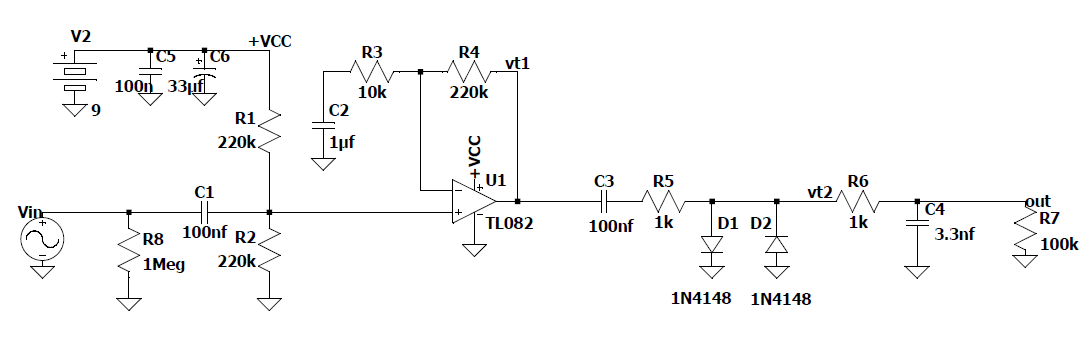 V2
+VCC
C5
C6
100n
33µf
9
R1
220k
R3
10k
R4
220k
vt1
C2
1µf
+VCC
U1
TL082
Vin
R8
1Meg
C1
100nf
R2
220k
C3
100nf
R5
1k
D1
1N4148
D2
1N4148
vt2
R6
1k
C4
3.3nf
out
R7
100k